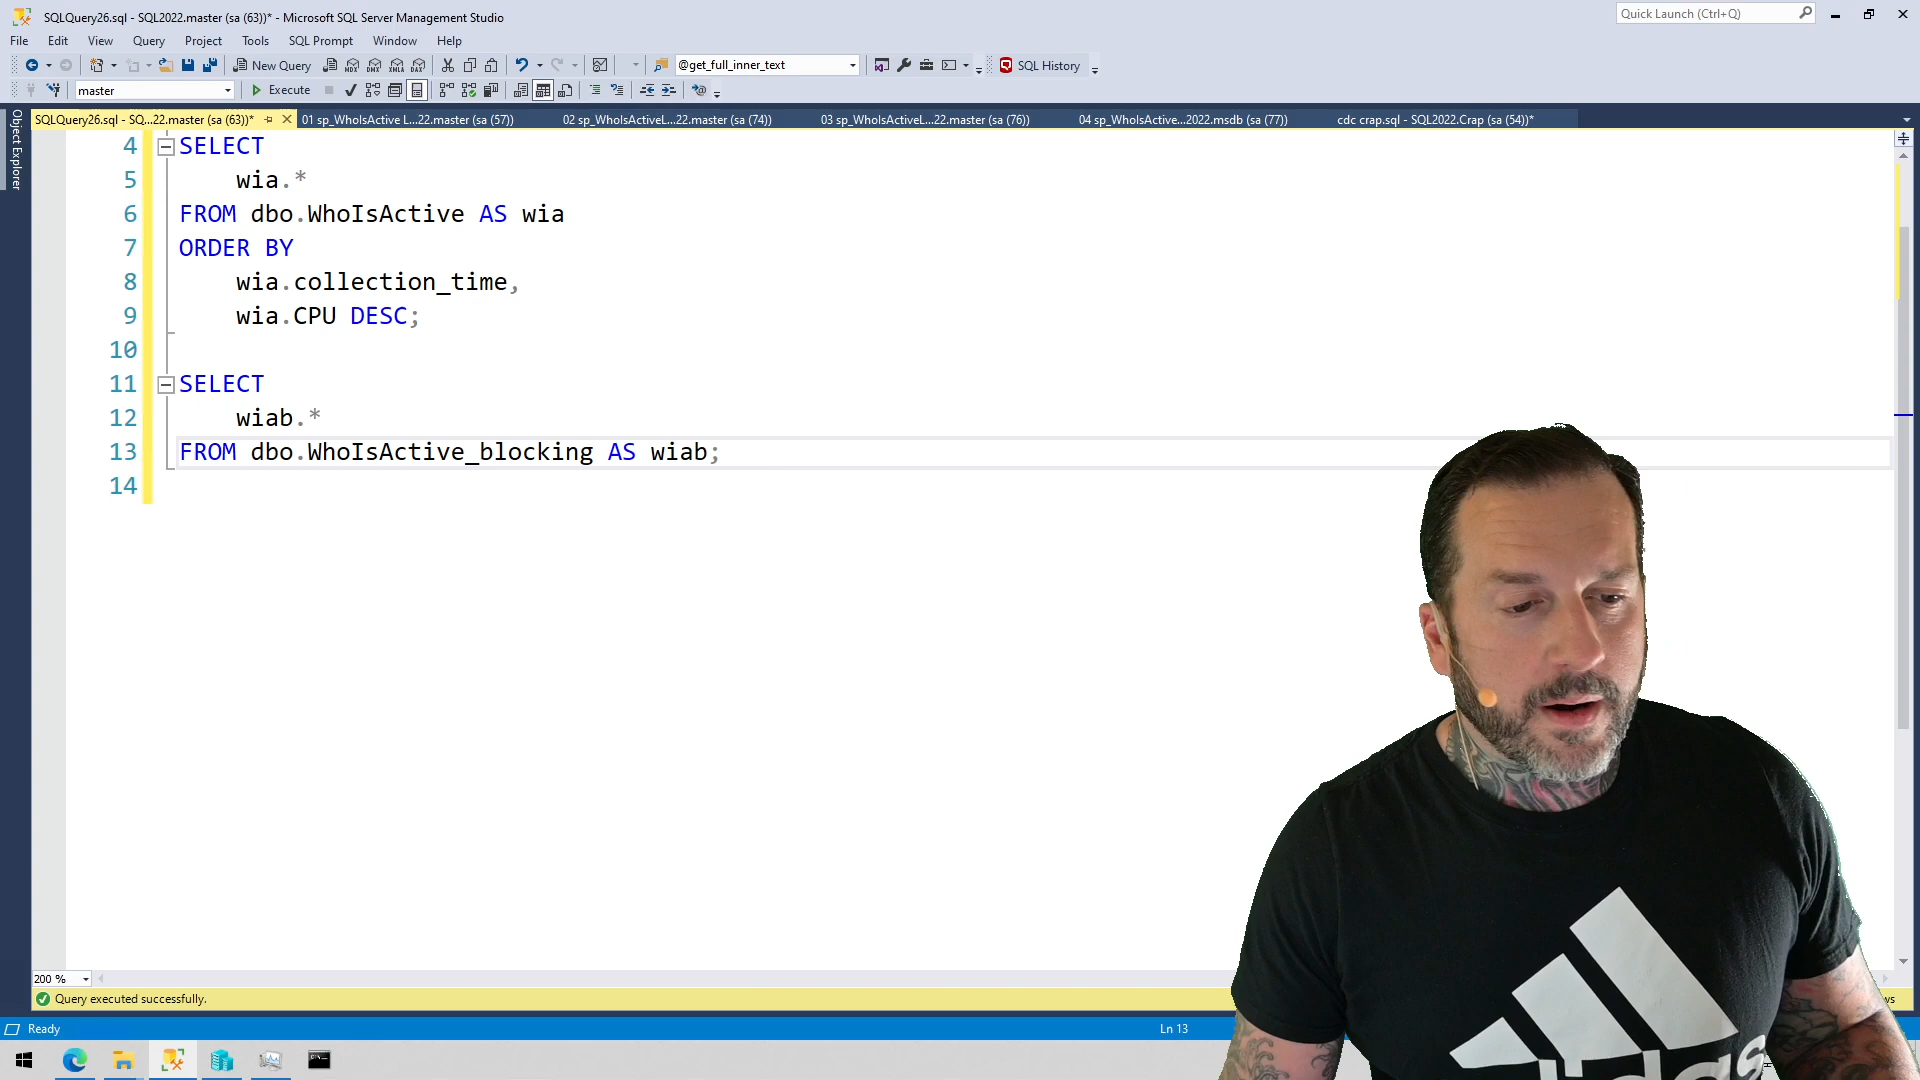 SQLQuery26.sql - SQL2022.master (sa (63))* - Microsoft SQL Server Management Studio
Quick Launch (Ctrl+Q)
File Edit View Query Project Tools SQL Prompt Window Help
New Query MDX DMX XMLA DAX @get_full_inner_text SQL History
master Execute
SQLQuery26.sql - SQ...22.master (sa (63))* 01 sp_WhoIsActive L...22.master (sa (57)) 02 sp_WhoIsActiveL...22.master (sa (74)) 03 sp_WhoIsActiveL...22.master (sa (76)) 04 sp_WhoIsActive...2022.msdb (sa (77)) cdc crap.sql - SQL2022.Crap (sa (54))*
Object Explorer
4 SELECT
5 wia.*
6 FROM dbo.WhoIsActive AS wia
7 ORDER BY
8 wia.collection_time,
9 wia.CPU DESC;
10
11 SELECT
12 wiab.*
13 FROM dbo.WhoIsActive_blocking AS wiab;
14
200 %
Query executed successfully.
Ready Ln 13
adidas